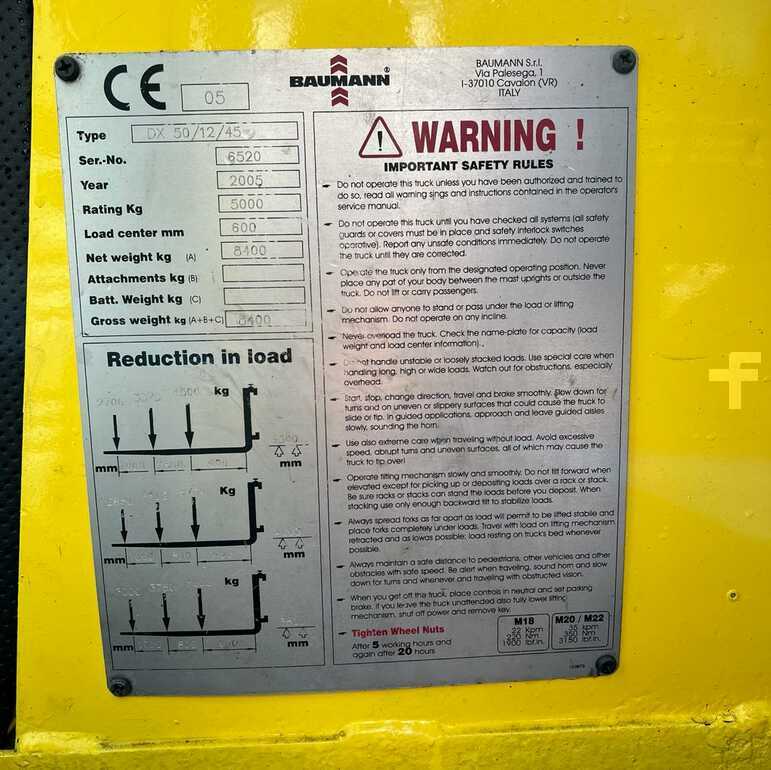 CE
05
BAUMANN®
BAUMANN S.r.l.
Via Palesega, 1
I-37010 Cavaion (VR)
ITALY
Type DX 50/12/45
Ser.-No. 6520
Year 2005
Rating Kg 5000
Load center mm 600
Net weight kg (A) 8400
Attachments kg (B)
Batt. Weight kg (C)
Gross weight kg (A+B+C) 8400
Reduction in load
kg
mm
mm
Kg
mm
mm
kg
mm
mm
WARNING !
IMPORTANT SAFETY RULES
Do not operate this truck unless you have been authorized and trained to
do so, read all warning sings and instructions contained in the operator's
service manual.
Do not operate this truck until you have checked all systems (all safety
guards or covers must be in place and safety interlock switches
operative). Report any unsafe conditions immediately. Do not operate
the truck until they are corrected.
Operate the truck only from the designated operating position. Never
place any pat of your body between the mast uprights or outside the
truck. Do not lift or carry passengers.
Do not allow anyone to stand or pass under the load or lifting
mechanism. Do not operate on any incline.
Never overload the truck. Check the name-plate for capacity (load
weight and load center information).
Do not handle unstable or loosely stacked loads. Use special care when
handling long, high or wide loads. Watch out for obstructions, especially
overhead.
Start, stop, change direction, travel and brake smoothly. Slow down for
turns and on uneven or slippery surfaces that could cause the truck to
slide or tip. In guided applications, approach and leave guided aisles
slowly, sounding the horn.
Use also extreme care when traveling without load. Avoid excessive
speed, abrupt turns and uneven surfaces, all of which may cause the
truck to tip over!
Operate tilting mechanism slowly and smoothly. Do not tilt forward when
elevated except for picking up or depositing loads over a rack or stack.
Be sure racks or stacks can stand the loads before you deposit. When
stacking use only enough backward tilt to stabilize loads.
Always spread forks as far apart as load will permit to be lifted stabile and
place forks completely under loads. Travel with load on lifting mechanism
retracted and as lowas possible; load resting on truck's bed whenever
possible.
Always maintain a safe distance to pedestrians, other vehicles and other
obstacles with safe speed. Be alert when traveling, sound horn and slow
down for turns and whenever and traveling with obstructed vision.
When you get off the truck, place controls in neutral and set parking
brake. If you leave the truck unattended also fully lower lifting
mechanism, shut off power and remove key.
Tighten Wheel Nuts
After 5 working hours and
again after 20 hours
M18
22 Kpm
230 Nm
1900 lbf.in.
M20 / M22
35 kpm
350 Nm
3150 lbf.in.